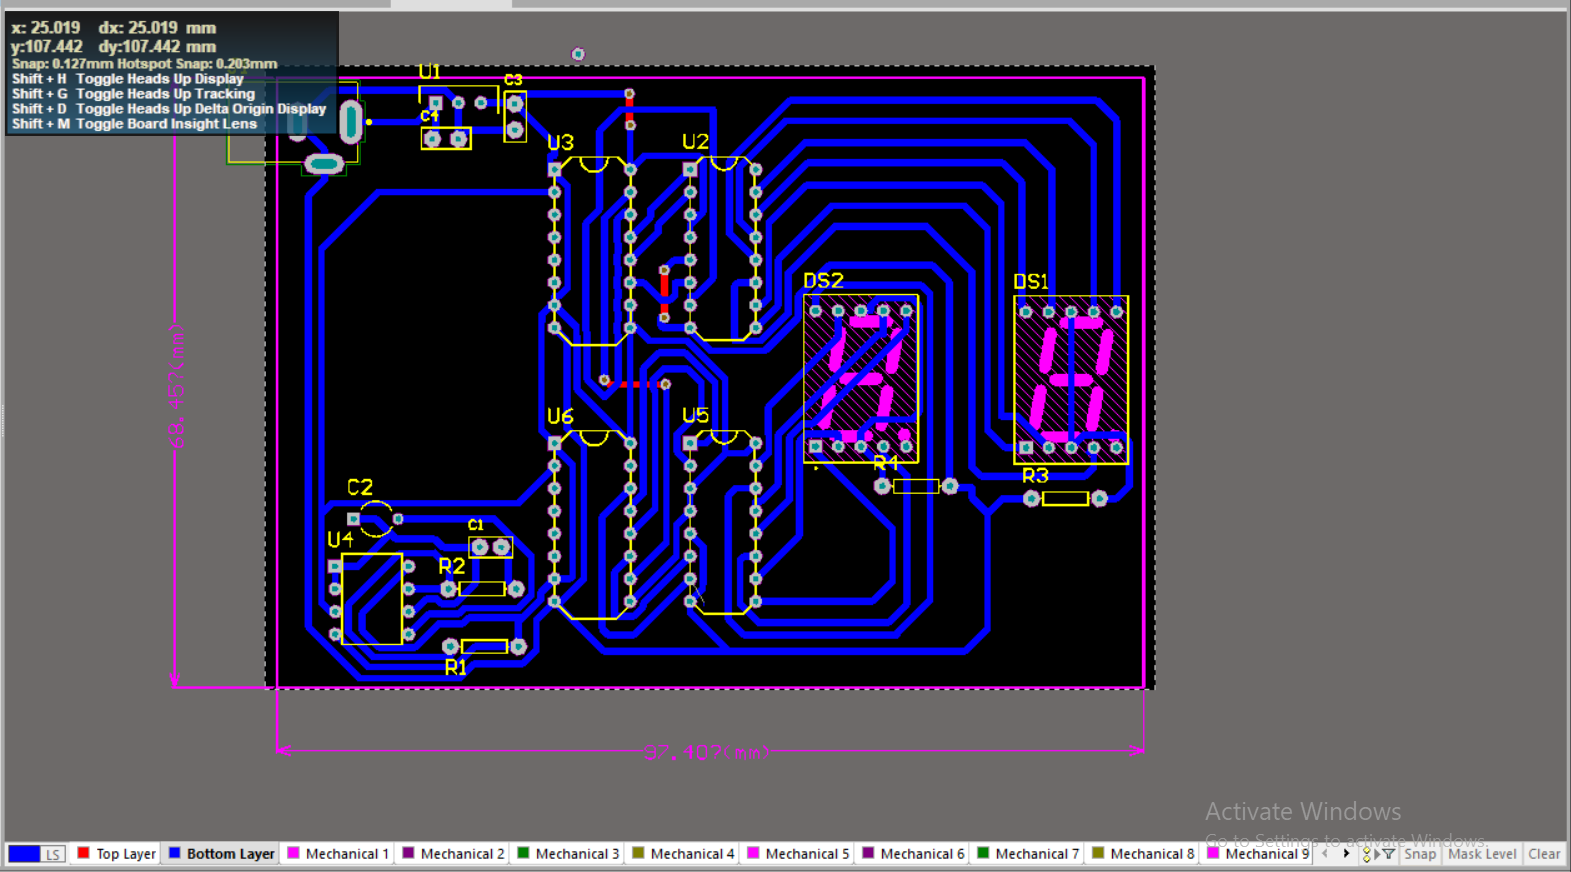 x: 25.019 dx: 25.019 mm
y:107.442 dy:107.442 mm
Snap: 0.127mm Hotspot Snap: 0.203mm
Shift + H Toggle Heads Up Display
Shift + G Toggle Heads Up Tracking
Shift + D Toggle Heads Up Delta Origin Display
Shift + M Toggle Board Insight Lens
U1
C3
C4
U3
U2
DS2
DS1
U6
U5
R4
R3
C2
C1
U4
R2
R1
97.407(mm)
Activate Windows
Go to Settings to activate Windows.
LS Top Layer Bottom Layer Mechanical 1 Mechanical 2 Mechanical 3 Mechanical 4 Mechanical 5 Mechanical 6 Mechanical 7 Mechanical 8 Mechanical 9 Snap Mask Level Clear